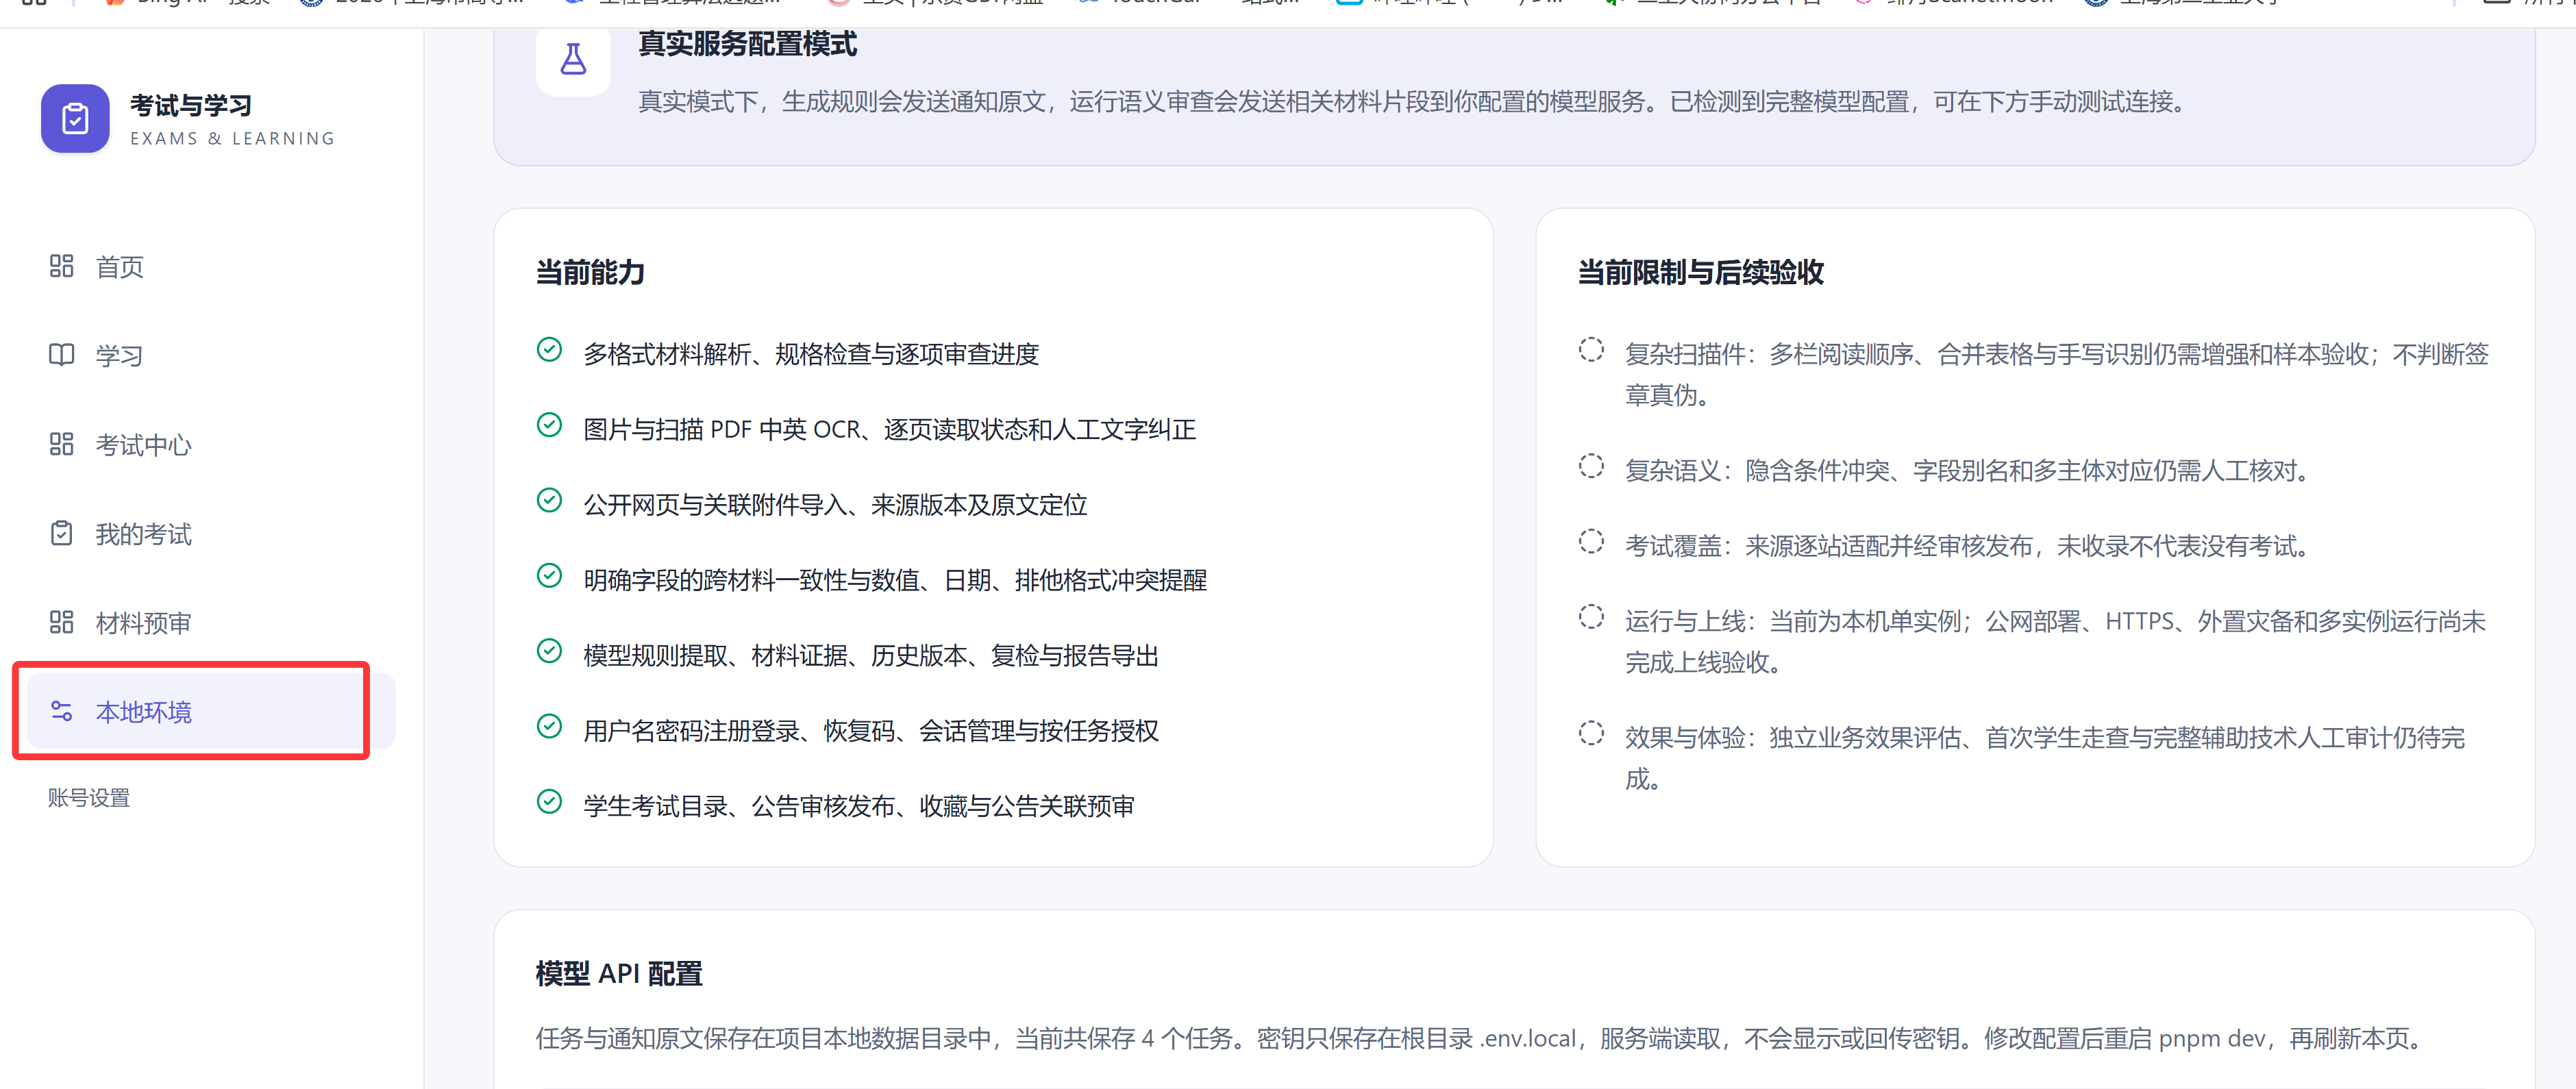 真实服务配置模式
真实模式下，生成规则会发送通知原文，运行语义审查会发送相关材料片段到你配置的模型服务。已检测到完整模型配置，可在下方手动测试连接。
考试与学习
EXAMS & LEARNING
首页
学习
考试中心
我的考试
材料预审
本地环境
账号设置
当前能力
多格式材料解析、规格检查与逐项审查进度
图片与扫描 PDF 中英 OCR、逐页读取状态和人工文字纠正
公开网页与关联附件导入、来源版本及原文定位
明确字段的跨材料一致性与数值、日期、排他格式冲突提醒
模型规则提取、材料证据、历史版本、复检与报告导出
用户名密码注册登录、恢复码、会话管理与按任务授权
学生考试目录、公告审核发布、收藏与公告关联预审
当前限制与后续验收
复杂扫描件：多栏阅读顺序、合并表格与手写识别仍需增强和样本验收；不判断签
章真伪。
复杂语义：隐含条件冲突、字段别名和多主体对应仍需人工核对。
考试覆盖：来源逐站适配并经审核发布，未收录不代表没有考试。
运行与上线：当前为本机单实例；公网部署、HTTPS、外置灾备和多实例运行尚未
完成上线验收。
效果与体验：独立业务效果评估、首次学生走查与完整辅助技术人工审计仍待完
成。
模型 API 配置
任务与通知原文保存在项目本地数据目录中，当前共保存 4 个任务。密钥只保存在根目录 .env.local，服务端读取，不会显示或回传密钥。修改配置后重启 pnpm dev，再刷新本页。